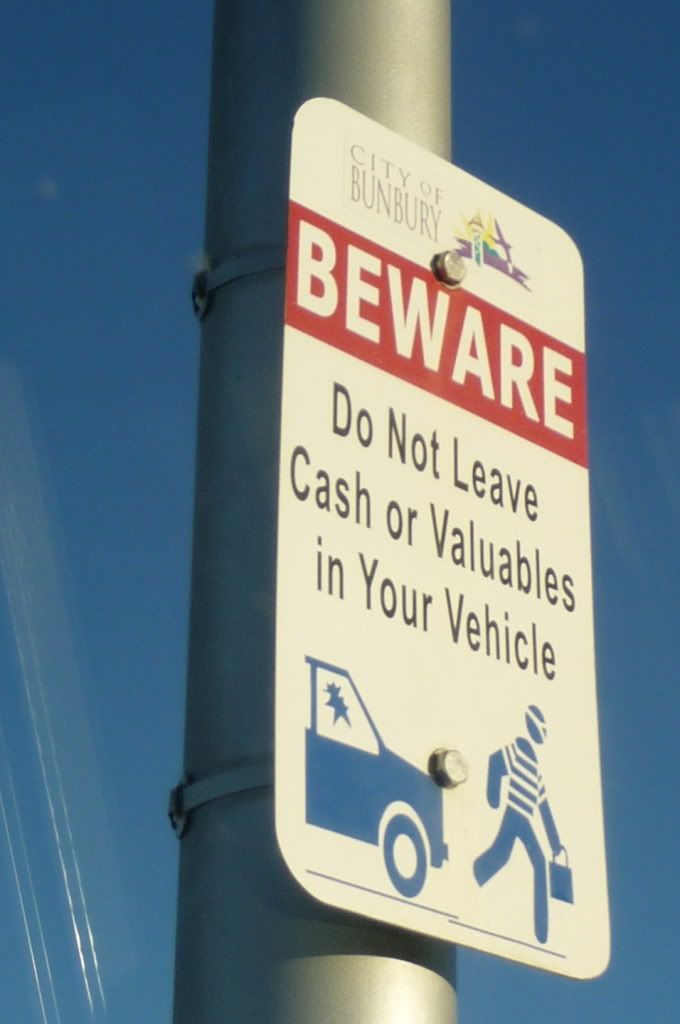 CITY OF
BUNBURY
BEWARE
Do Not Leave
Cash or Valuables
in Your Vehicle